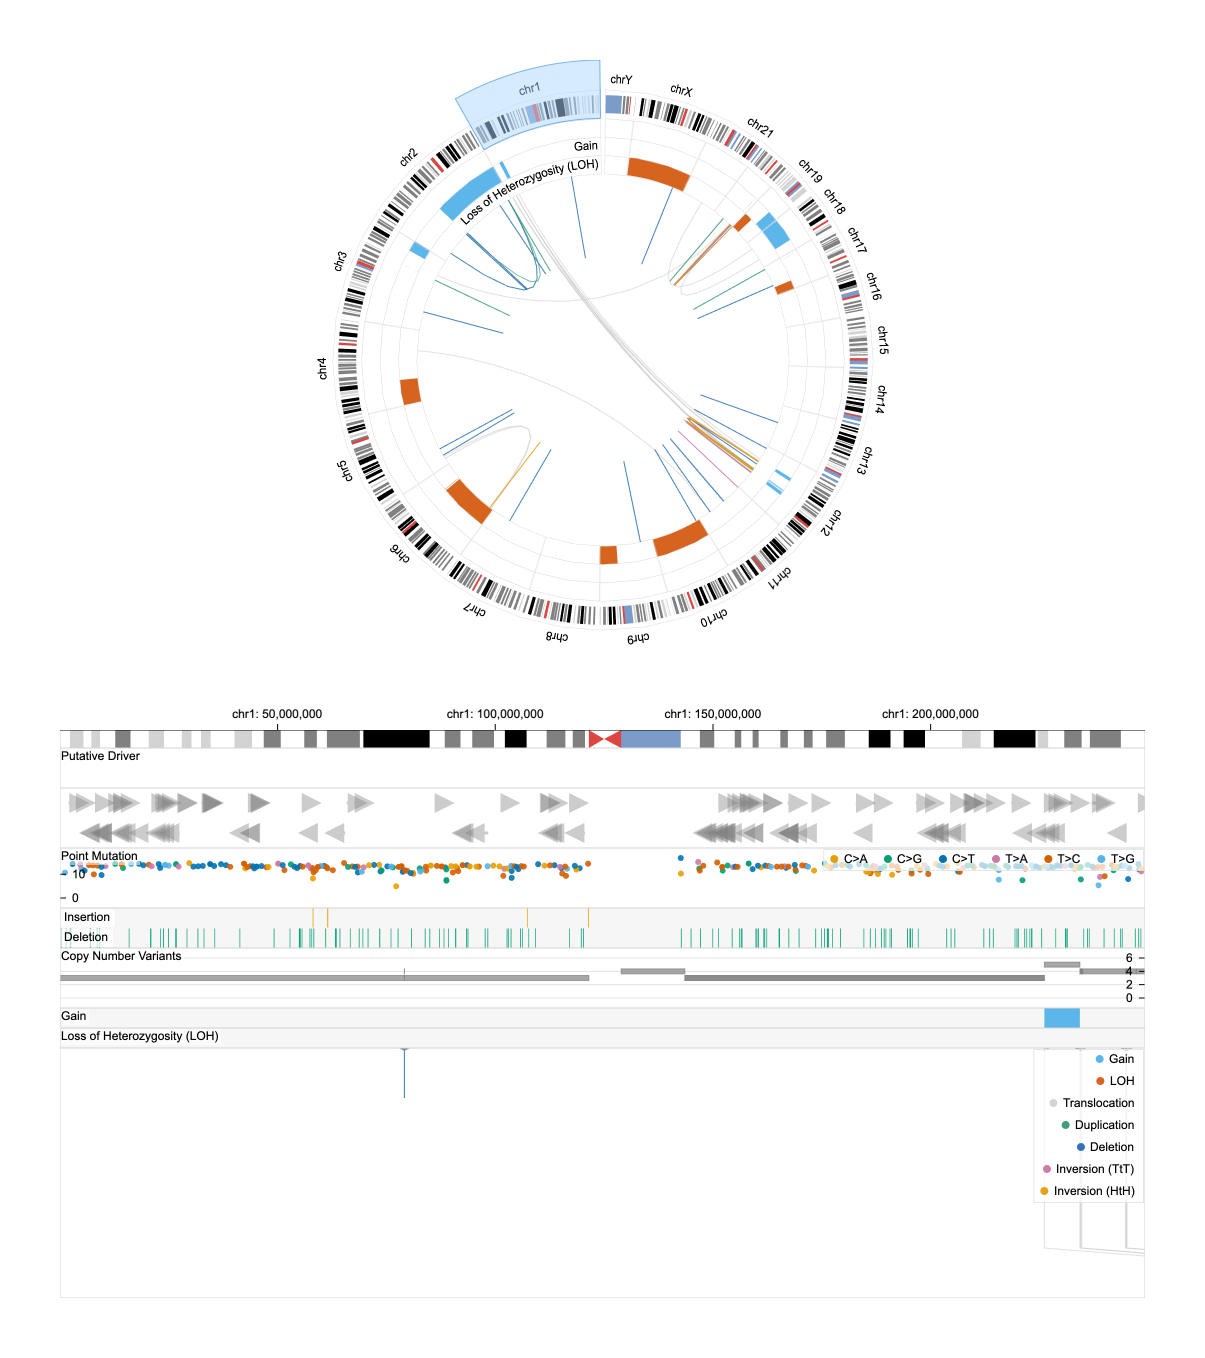 chr1
chrY
chrX
chr21
chr19
chr18
chr17
chr16
chr15
chr14
chr13
chr12
chr11
chr10
chr9
chr8
chr7
chr6
chr5
chr4
chr3
chr2
Gain
Loss of Heterozygosity (LOH)
chr1: 50,000,000 chr1: 100,000,000 chr1: 150,000,000 chr1: 200,000,000
Putative Driver
Point Mutation
C>A C>G C>T T>A T>C T>G
10
0
Insertion
Deletion
Copy Number Variants
6
4
2
0
Gain
Loss of Heterozygosity (LOH)
Gain
LOH
Translocation
Duplication
Deletion
Inversion (TtT)
Inversion (HtH)